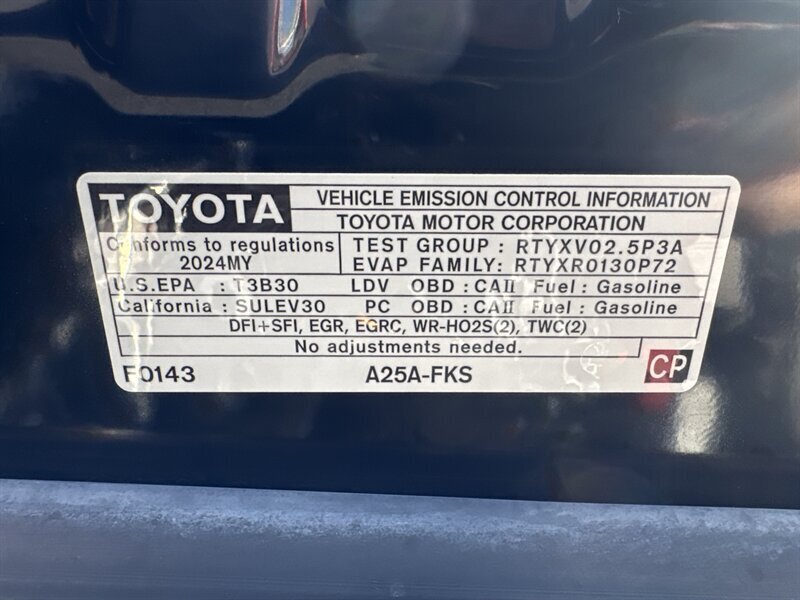 TOYOTA VEHICLE EMISSION CONTROL INFORMATION
TOYOTA MOTOR CORPORATION
Conforms to regulations TEST GROUP : RTYXV02.5P3A
2024MY EVAP FAMILY: RTYXR0130P72
U.S.EPA : T3B30 LDV OBD : CAII Fuel : Gasoline
California : SULEV30 PC OBD : CAII Fuel : Gasoline
DFI+SFI, EGR, EGRC, WR-HO2S(2), TWC(2)
No adjustments needed.
F0143 A25A-FKS CP